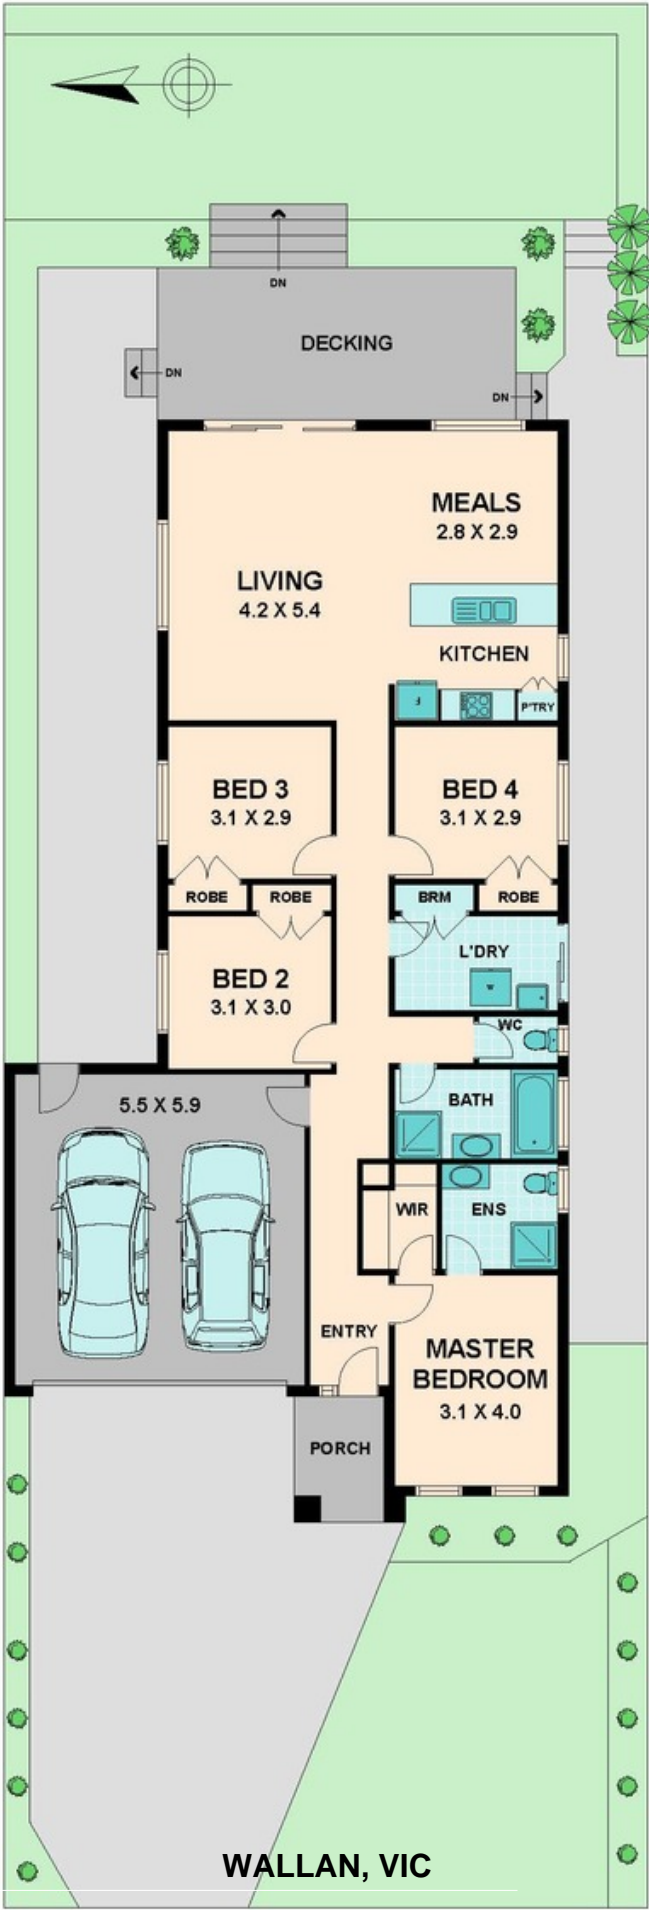 DN
DECKING
DN
DN
MEALS
2.8 X 2.9
LIVING
4.2 X 5.4
KITCHEN
F
P'TRY
BED 3
3.1 X 2.9
BED 4
3.1 X 2.9
ROBE
ROBE
BRM
ROBE
L'DRY
BED 2
3.1 X 3.0
W
WC
BATH
5.5 X 5.9
WIR
ENS
ENTRY
MASTER
BEDROOM
3.1 X 4.0
PORCH
WALLAN, VIC